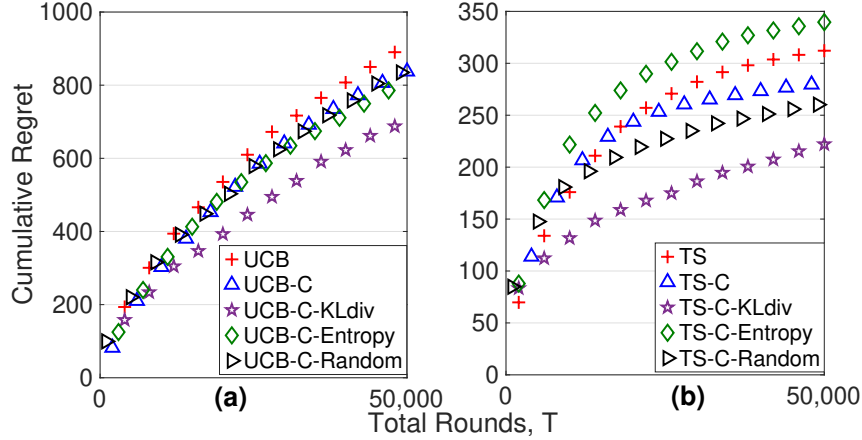 Cumulative Regret
1000
800
600
400
200
0
UCB
UCB-C
UCB-C-KLdiv
UCB-C-Entropy
UCB-C-Random
0
50,000
(a)
350
300
250
200
150
100
50
0
TS
TS-C
TS-C-KLdiv
TS-C-Entropy
TS-C-Random
0
50,000
(b)
Total Rounds, T